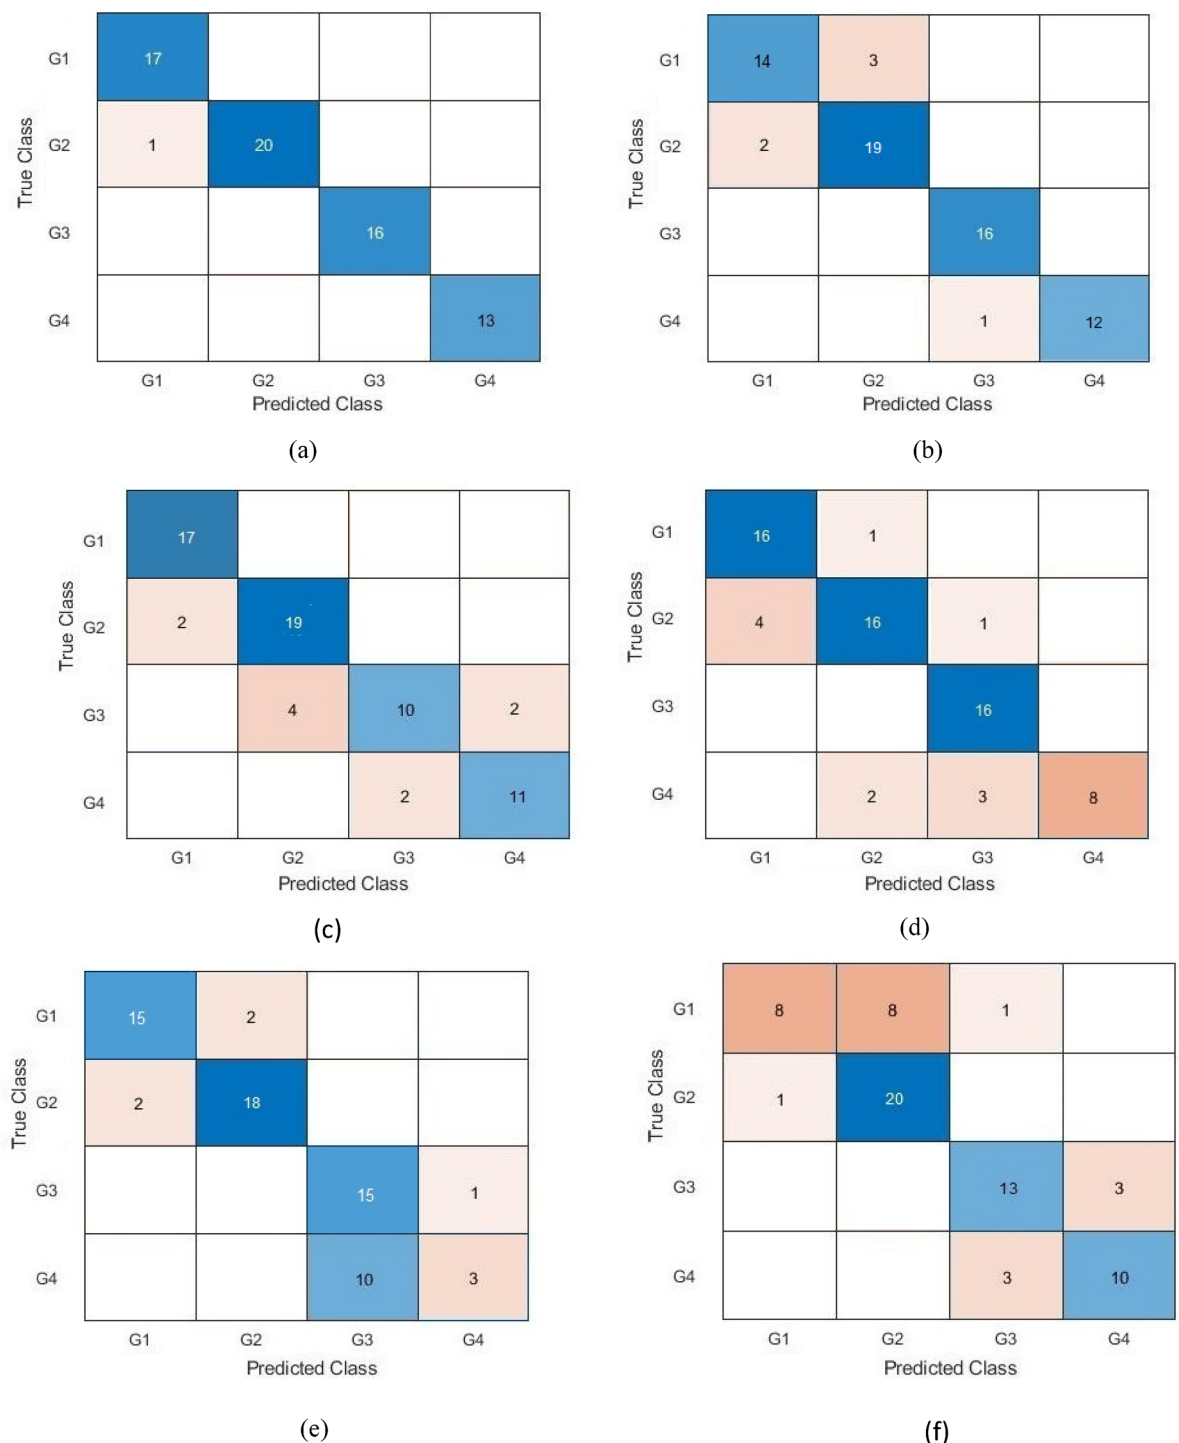 G1 17
G2 1 20
G3 16
G4 13
True Class
G1 G2 G3 G4
Predicted Class
(a)
G1 14 3
G2 2 19
G3 16
G4 1 12
True Class
G1 G2 G3 G4
Predicted Class
(b)
G1 17
G2 2 19
G3 4 10 2
G4 2 11
True Class
G1 G2 G3 G4
Predicted Class
(c)
G1 16 1
G2 4 16 1
G3 16
G4 2 3 8
True Class
G1 G2 G3 G4
Predicted Class
(d)
G1 15 2
G2 2 18
G3 15 1
G4 10 3
True Class
G1 G2 G3 G4
Predicted Class
(e)
G1 8 8 1
G2 1 20
G3 13 3
G4 3 10
True Class
G1 G2 G3 G4
Predicted Class
(f)